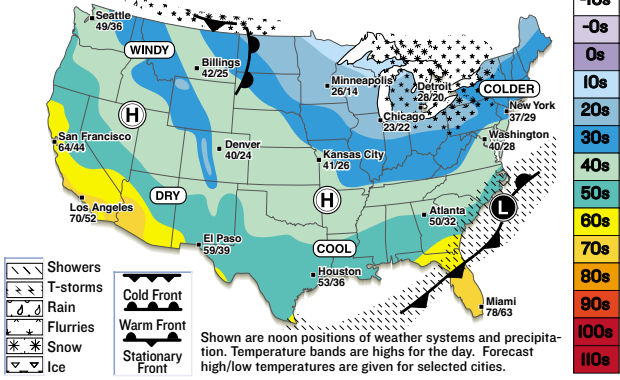 Seattle
49/36
WINDY
Billings
42/25
Minneapolis
26/14
Detroit
28/20
COLDER
New York
37/29
Chicago
23/22
Washington
40/28
H
San Francisco
64/44
Denver
40/24
Kansas City
41/26
DRY
H
L
Los Angeles
70/52
Atlanta
50/32
El Paso
59/39
COOL
Houston
53/36
Miami
78/63
-10s
-0s
0s
10s
20s
30s
40s
50s
60s
70s
80s
90s
100s
110s
Showers
T-storms
Rain
Flurries
Snow
Ice
Cold Front
Warm Front
Stationary
Front
Shown are noon positions of weather systems and precipita-
tion. Temperature bands are highs for the day. Forecast
high/low temperatures are given for selected cities.